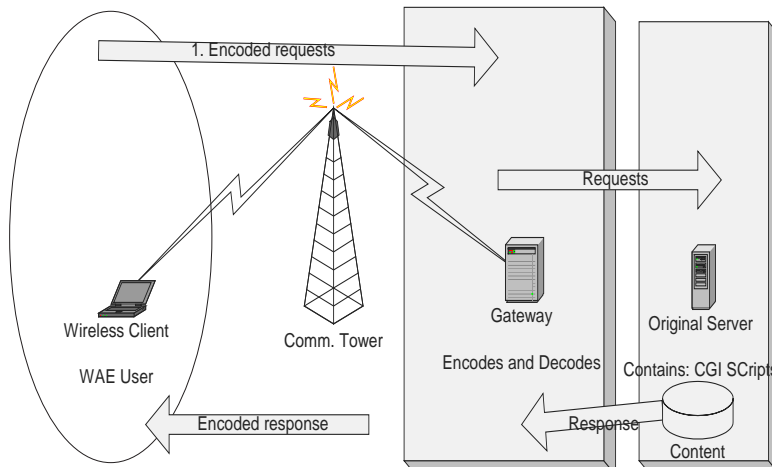 1. Encoded requests
Requests
Wireless Client
Comm. Tower
Gateway
Original Server
WAE User
Encodes and Decodes
Contains: CGI SCripts
Encoded response
Response
Content